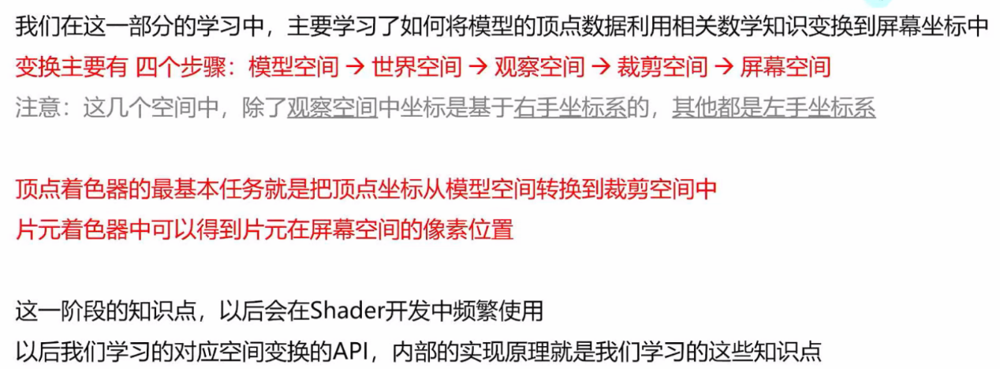 我们在这一部分的学习中，主要学习了如何将模型的顶点数据利用相关数学知识变换到屏幕坐标中
变换主要有 四个步骤：模型空间 → 世界空间 → 观察空间 → 裁剪空间 → 屏幕空间
注意：这几个空间中，除了观察空间中坐标是基于右手坐标系的，其他都是左手坐标系
顶点着色器的最基本任务就是把顶点坐标从模型空间转换到裁剪空间中
片元着色器中可以得到片元在屏幕空间的像素位置
这一阶段的知识点，以后会在Shader开发中频繁使用
以后我们学习的对应空间变换的API，内部的实现原理就是我们学习的这些知识点